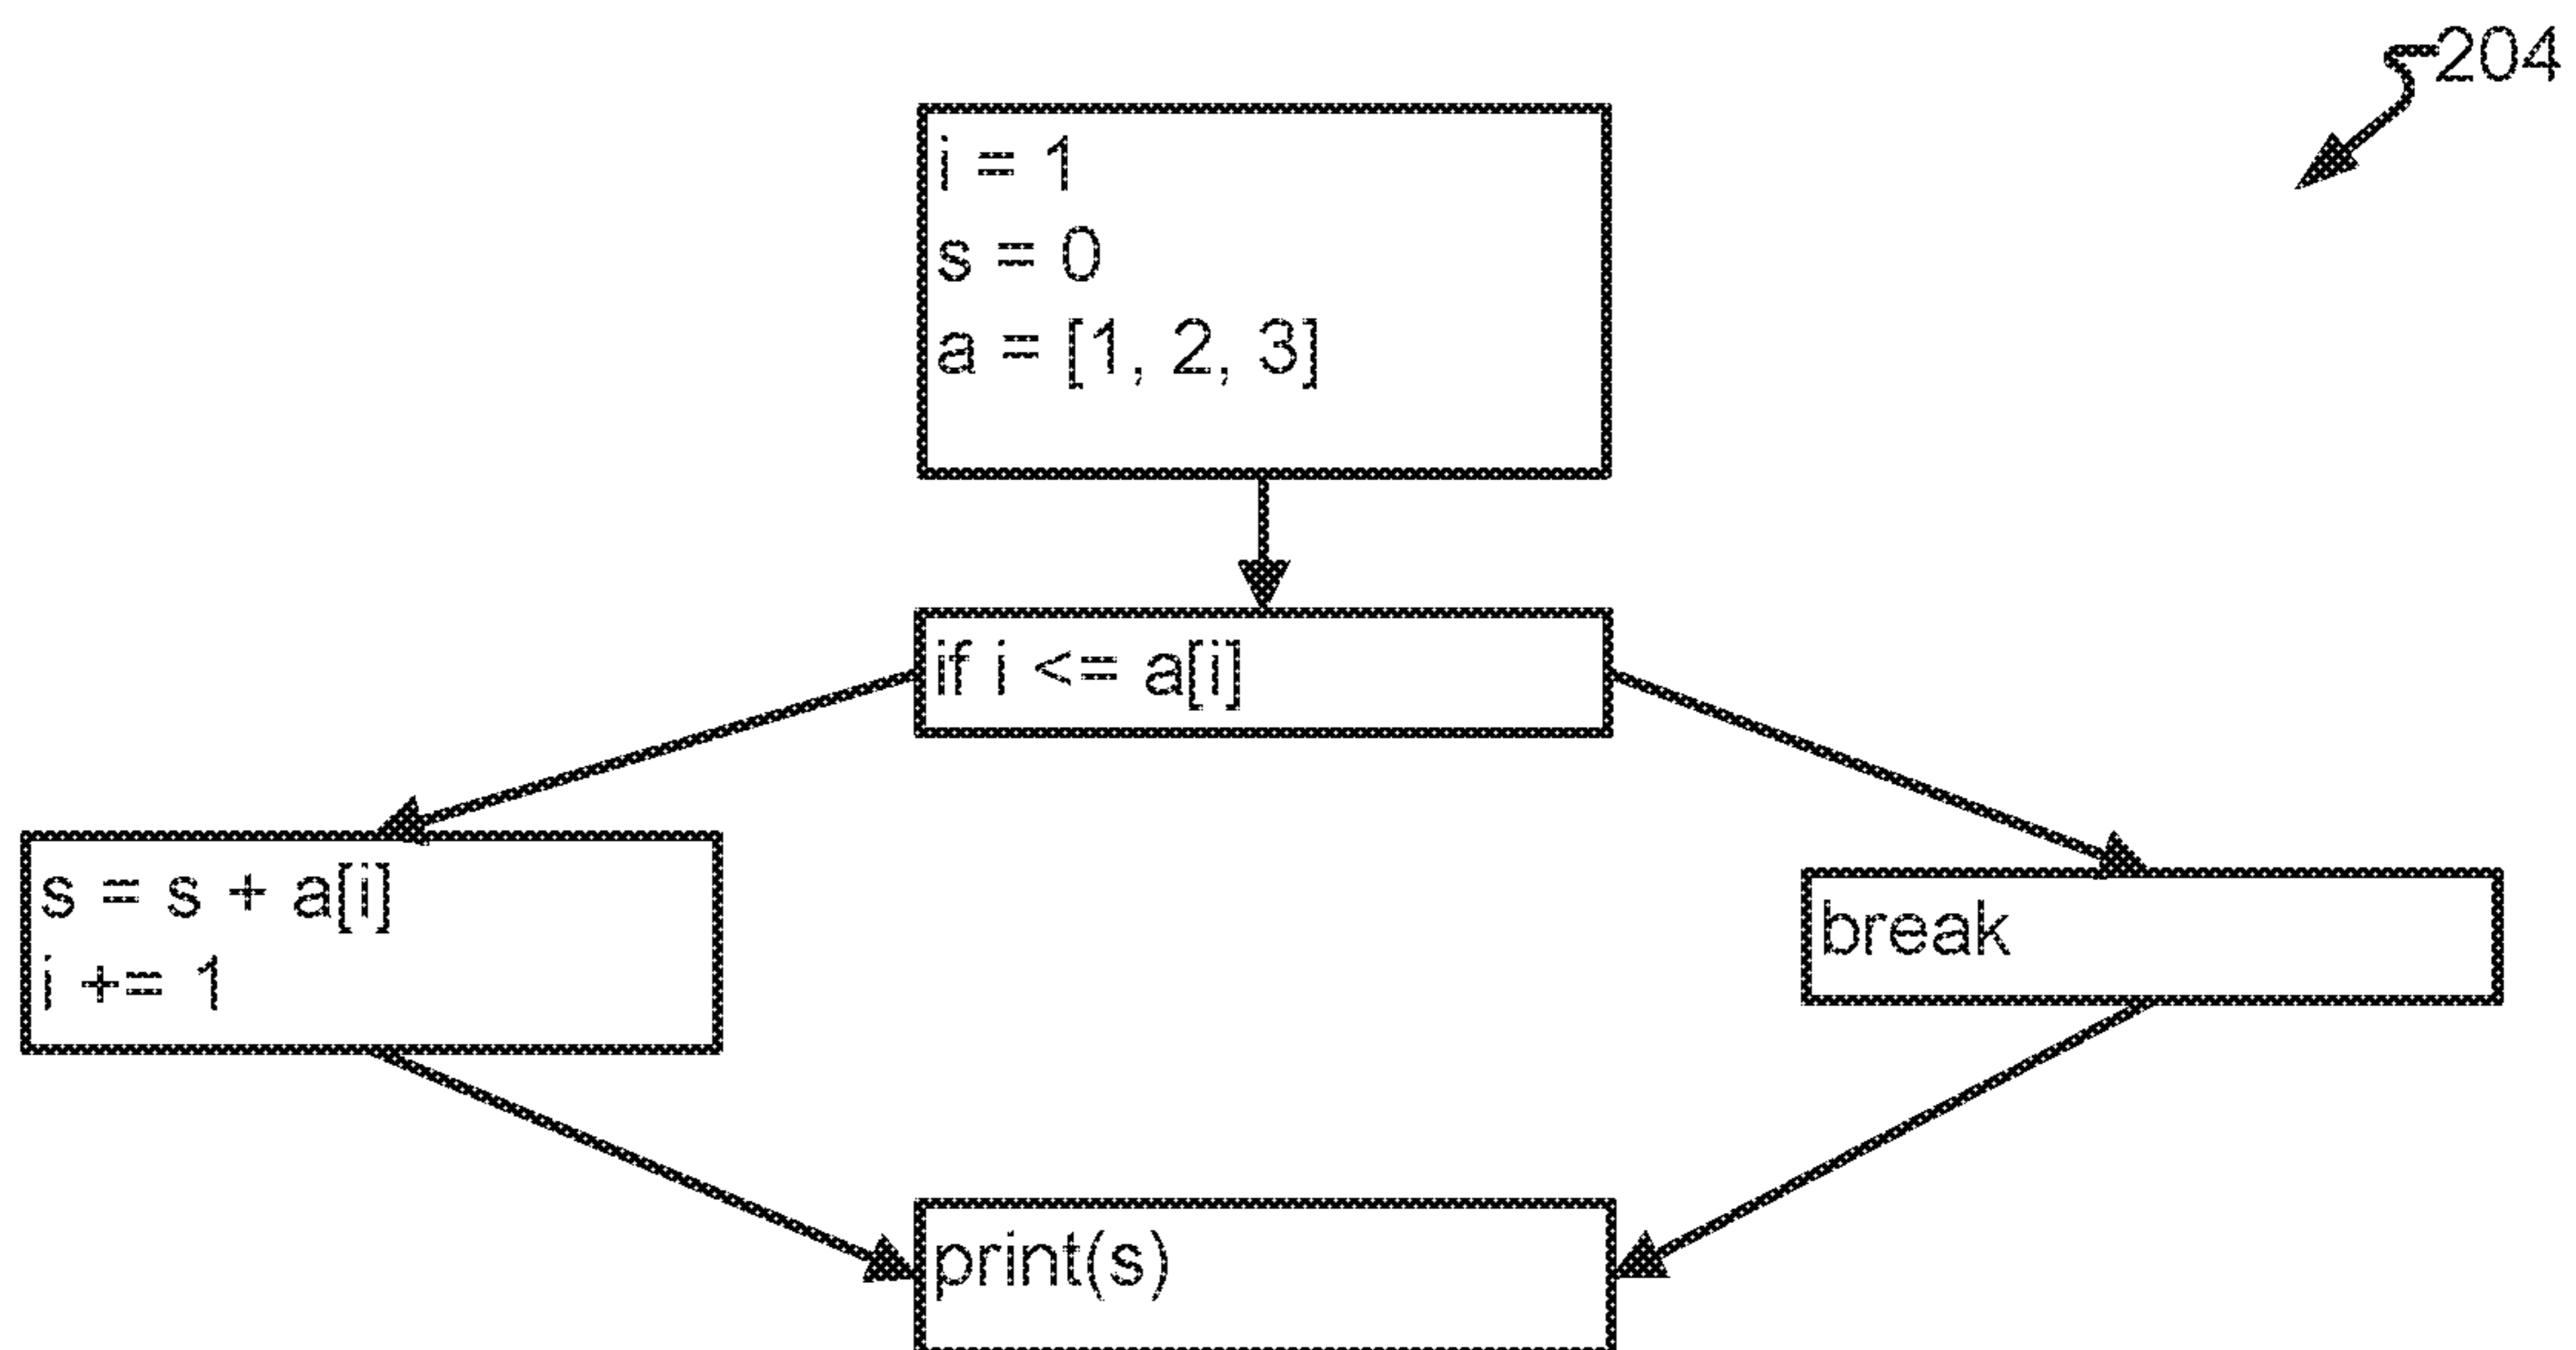 204
i = 1
s = 0
a = [1, 2, 3]
if i <= a[i]
s = s + a[i]
i += 1
break
print(s)